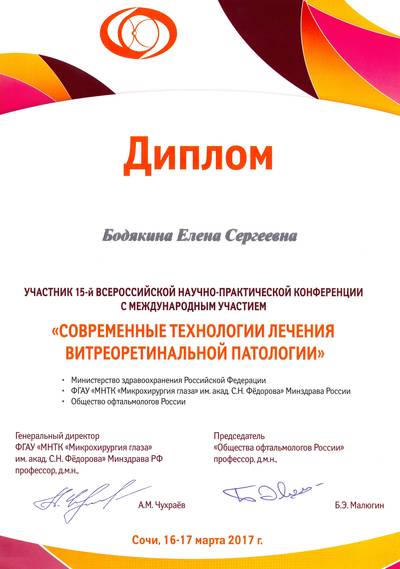 Диплом
Бодякина Елена Сергеевна
УЧАСТНИК 15-й ВСЕРОССИЙСКОЙ НАУЧНО-ПРАКТИЧЕСКОЙ КОНФЕРЕНЦИИ
С МЕЖДУНАРОДНЫМ УЧАСТИЕМ
«СОВРЕМЕННЫЕ ТЕХНОЛОГИИ ЛЕЧЕНИЯ
ВИТРЕОРЕТИНАЛЬНОЙ ПАТОЛОГИИ»
• Министерство здравоохранения Российской Федерации
• ФГАУ «МНТК «Микрохирургия глаза» им. акад. С.Н. Фёдорова» Минздрава России
• Общество офтальмологов России
Генеральный директор
ФГАУ «МНТК «Микрохирургия глаза»
им. акад. С.Н. Фёдорова» Минздрава РФ
профессор, д.м.н.,
А.М. Чухраёв
Председатель
«Общества офтальмологов России»
профессор, д.м.н.,
Б.Э. Малюгин
Сочи, 16-17 марта 2017 г.